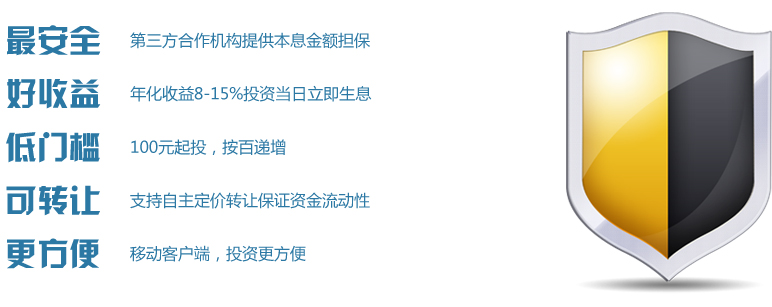 最安全 第三方合作机构提供本息金额担保
好收益 年化收益8-15%投资当日立即生息
低门槛 100元起投，按百递增
可转让 支持自主定价转让保证资金流动性
更方便 移动客户端，投资更方便